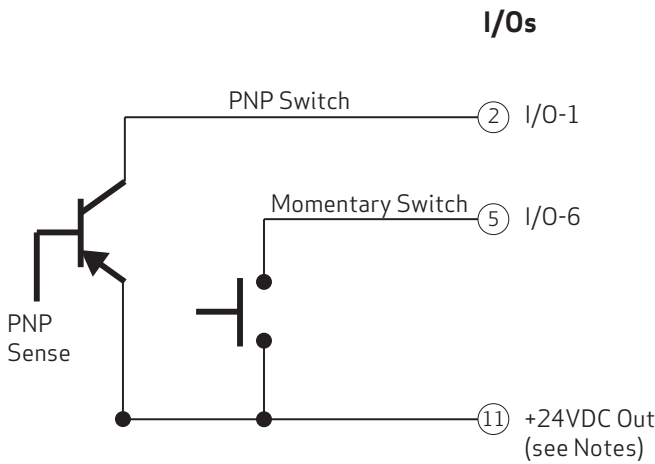 I/Os
PNP Switch
2 I/O-1
Momentary Switch
5 I/O-6
PNP
Sense
11 +24VDC Out
(see Notes)